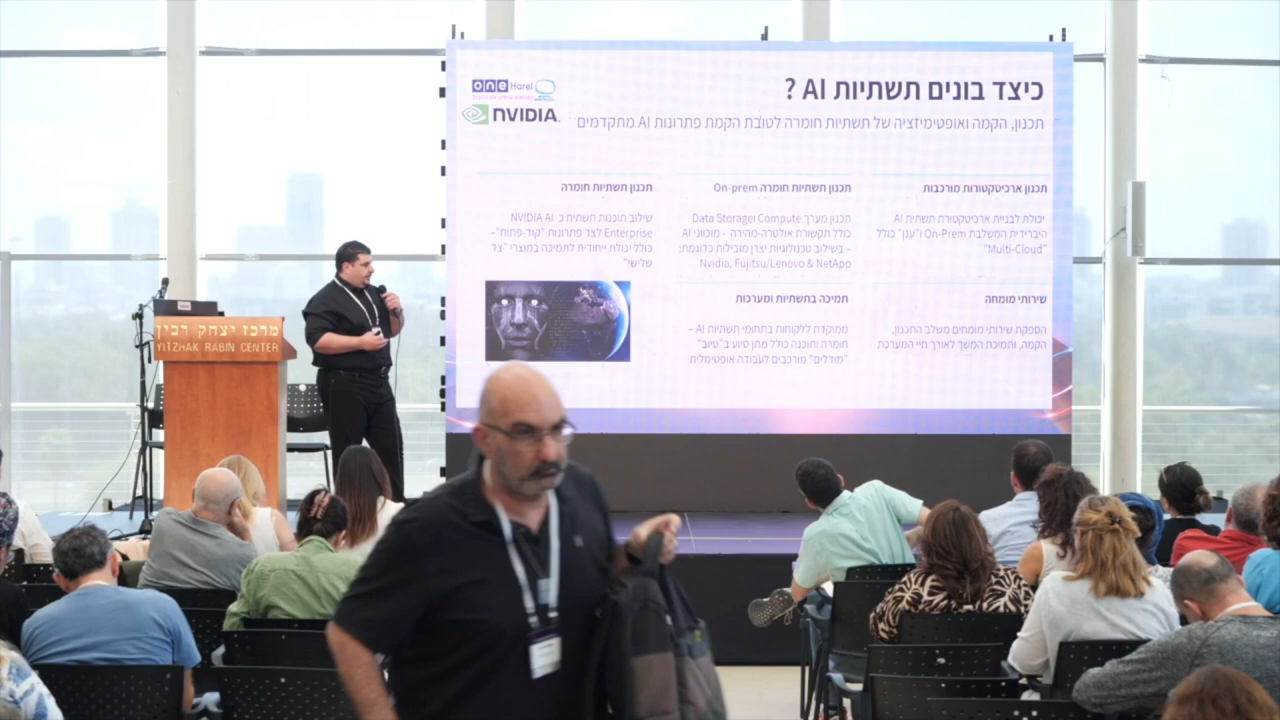 כיצד בונים תשתיות AI ?
תכנון, הקמה ואופטימיזציה של תשתיות חומרה לטובת הקמת פתרונות AI מתקדמים
one Harel
NVIDIA
תכנון ארכיטקטורות מורכבות
יכולת לבניית ארכיטקטורת תשתית AI
היברידית המשלבת On-Prem ו"ענן" כולל
"Multi-Cloud"
תכנון תשתיות חומרה On-prem
תכנון מערך Compute וData Storage
כולל תקשורת אולטרה-מהירה - מוכווני AI
– בשילוב טכנולוגיות יצרן מובילות כדוגמת:
Nvidia, Fujitsu/Lenovo & NetApp
תכנון תשתיות חומרה
שילוב תוכנות תשתית כ NVIDIA AI
Enterprise לצד פתרונות "קוד-פתוח"–
כולל יכולת ייחודית לתמיכה במוצרי "צד
שלישי"
שירותי מומחה
הספקת שירותי מומחים משלב התכנון,
הקמה, ותמיכת המשך לאורך חיי המערכת
תמיכה בתשתיות ומערכות
ממוקדת ללקוחות בתחומי תשתיות AI –
חומרה ותוכנה כולל מתן סיוע ב"טיוב"
"מודלים" מורכבים לעבודה אופטימלית
מרכז יצחק רבין
YITZHAK RABIN CENTER